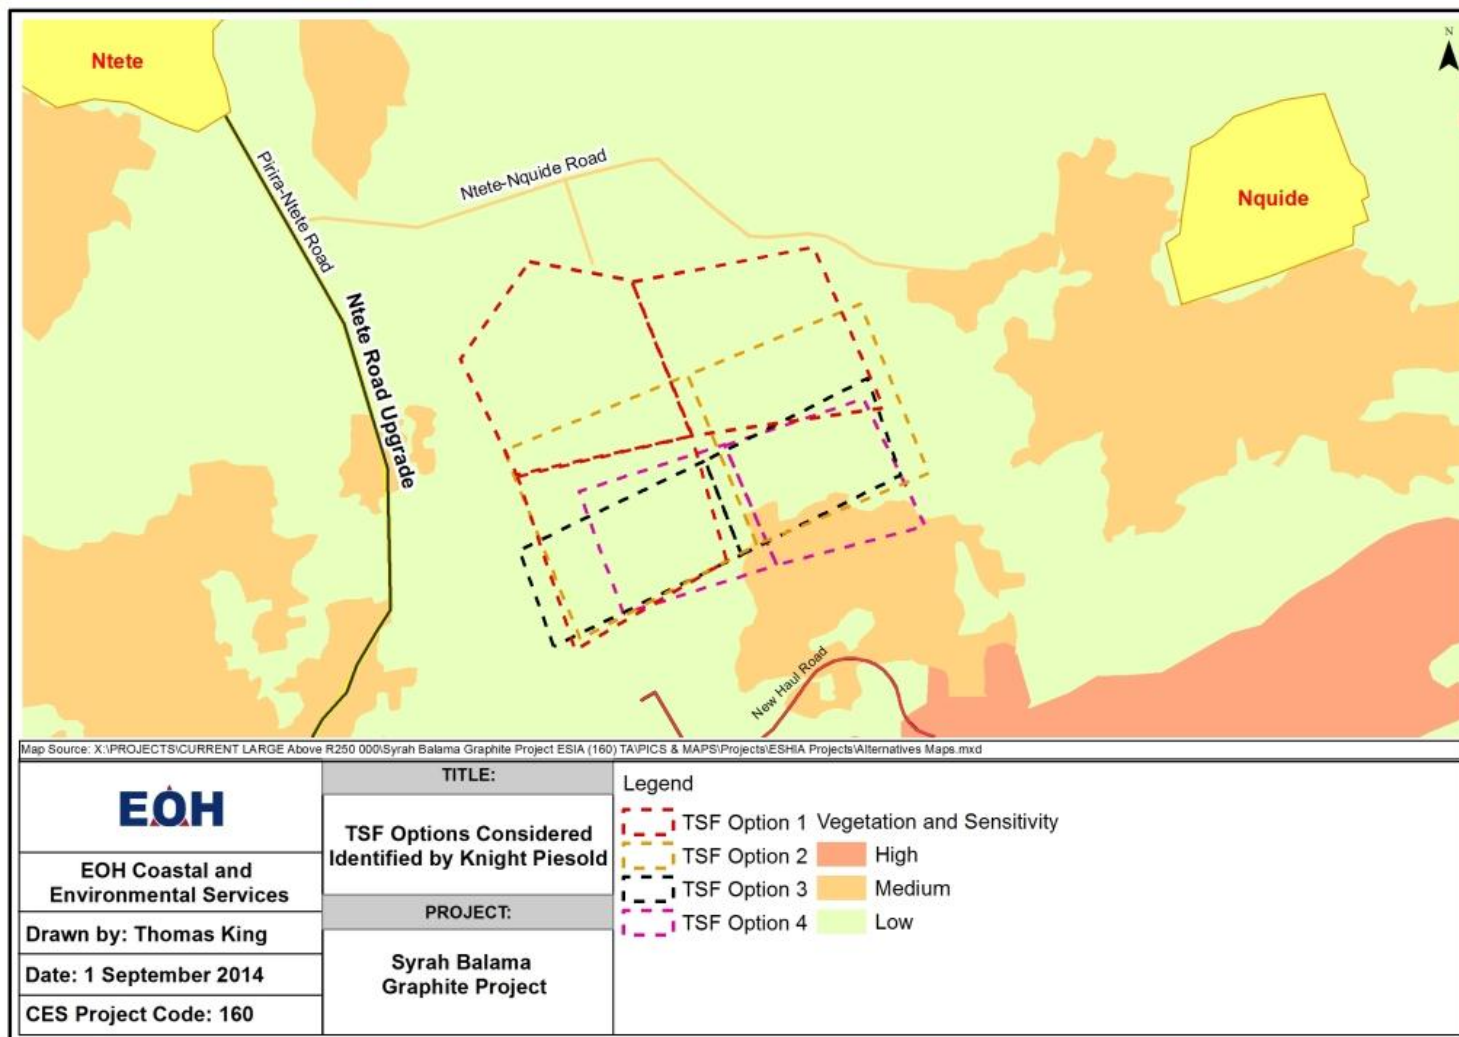 N
Ntete
Nquide
Pirira-Ntete Road
Ntete-Nquide Road
Ntete Road Upgrade
New Haul Road
Map Source: X:\PROJECTS\CURRENT LARGE Above R250 000\Syrah Balama Graphite Project ESIA (160) TA\PICS & MAPS\Projects\ESHIA Projects\Alternatives Maps.mxd
EOH
EOH Coastal and
Environmental Services
Drawn by: Thomas King
Date: 1 September 2014
CES Project Code: 160
TITLE:
TSF Options Considered
Identified by Knight Piesold
PROJECT:
Syrah Balama
Graphite Project
Legend
TSF Option 1
TSF Option 2
TSF Option 3
TSF Option 4
Vegetation and Sensitivity
High
Medium
Low